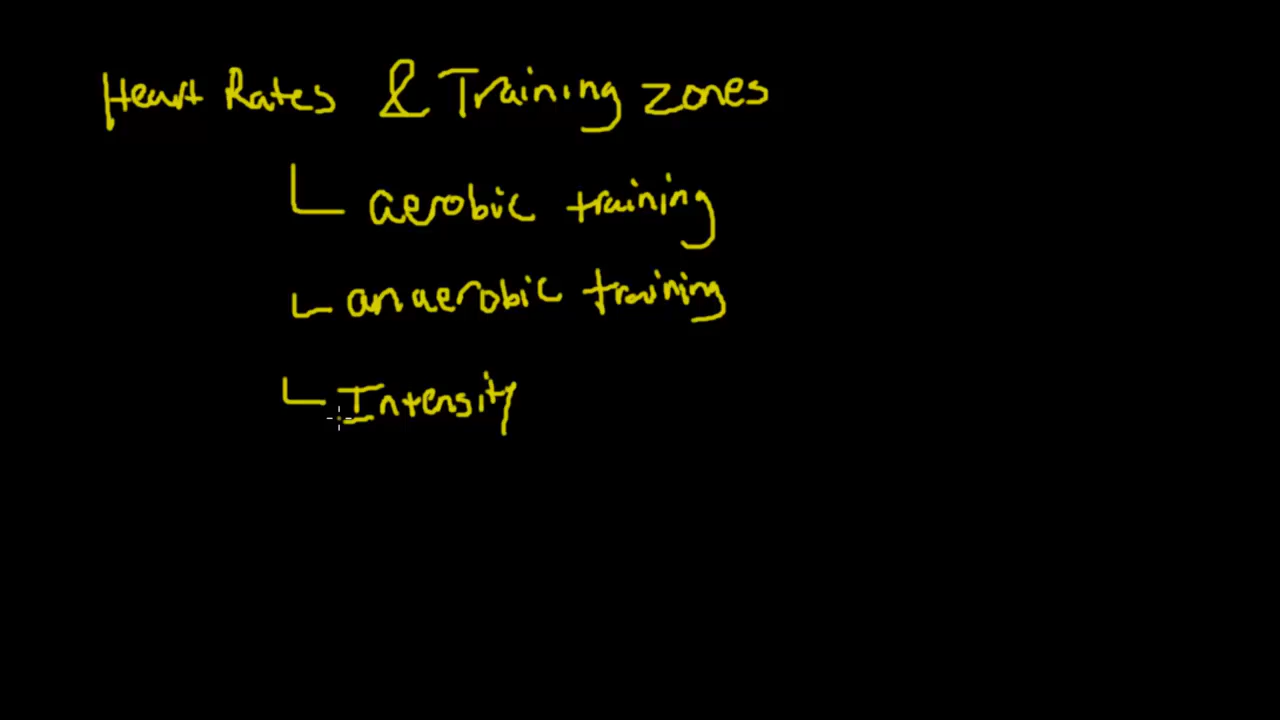 Heart Rates & Training zones
aerobic training
anaerobic training
Intensity